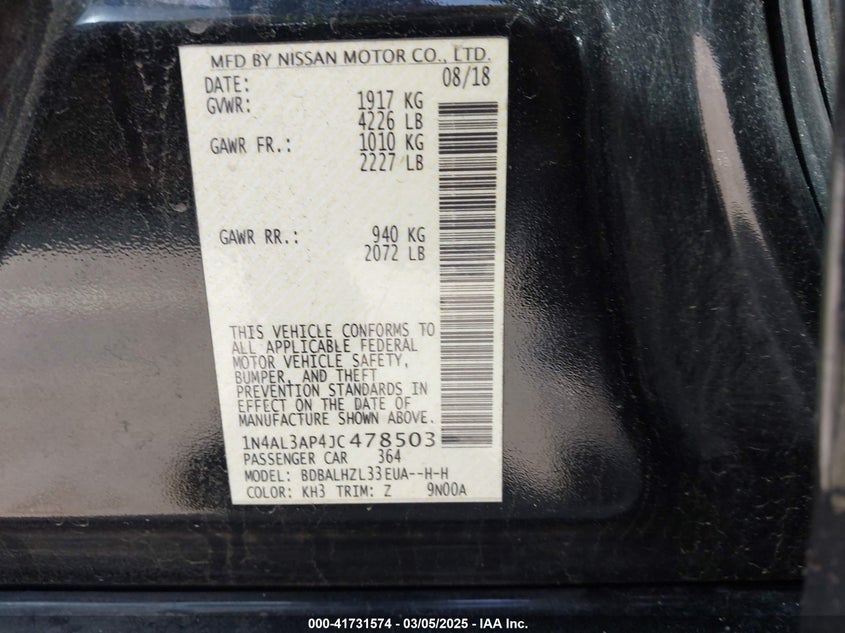 MFD BY NISSAN MOTOR CO., LTD.
DATE: 08/18
GVWR: 1917 KG
4226 LB
GAWR FR.: 1010 KG
2227 LB
GAWR RR.: 940 KG
2072 LB
THIS VEHICLE CONFORMS TO
ALL APPLICABLE FEDERAL
MOTOR VEHICLE SAFETY,
BUMPER, AND THEFT
PREVENTION STANDARDS IN
EFFECT ON THE DATE OF
MANUFACTURE SHOWN ABOVE.
1N4AL3AP4JC478503
PASSENGER CAR 364
MODEL: BDBALHZL33EUA--H-H
COLOR: KH3 TRIM: Z 9N00A
000-41731574 — 03/05/2025 — IAA Inc.